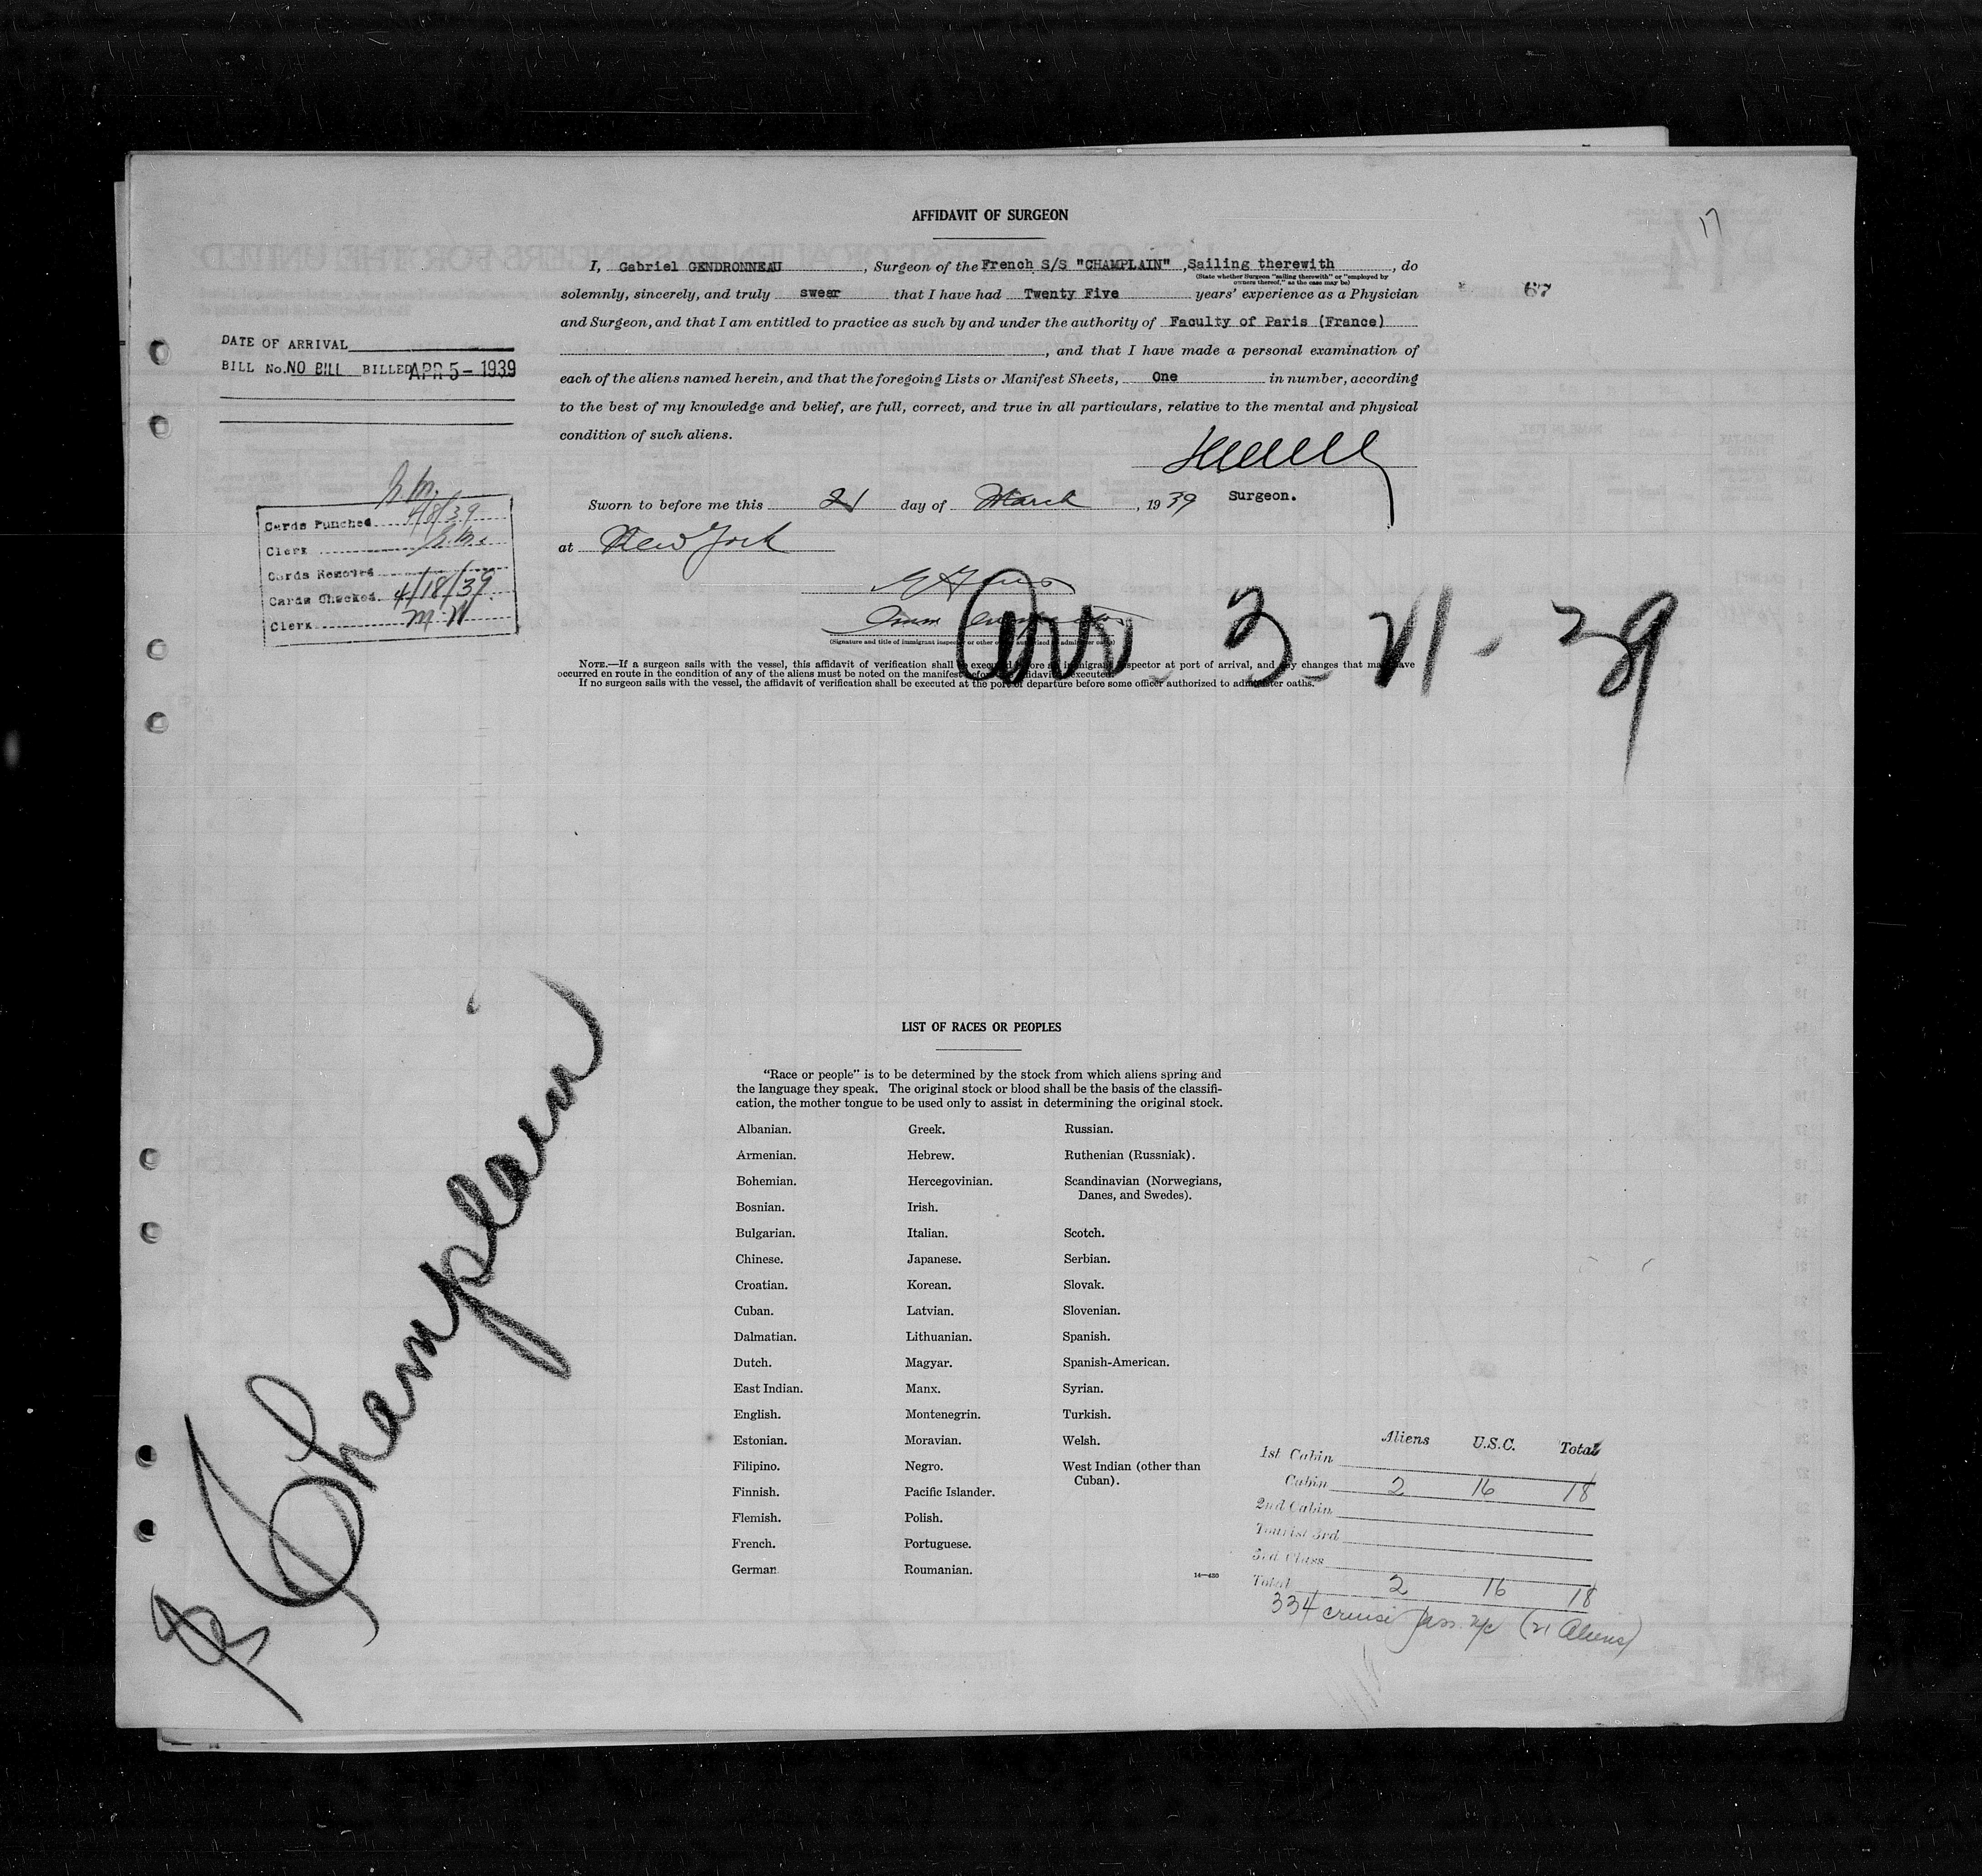 17
AFFIDAVIT OF SURGEON
I, Gabriel GENDRONNEAU, Surgeon of the French S/S "CHAMPLAIN", Sailing therewith, do
(State whether Surgeon "sailing therewith" or "employed by
owners thereof," as the case may be)
solemnly, sincerely, and truly swear that I have had Twenty Five years' experience as a Physician
67
and Surgeon, and that I am entitled to practice as such by and under the authority of Faculty of Paris (France)
, and that I have made a personal examination of
each of the aliens named herein, and that the foregoing Lists or Manifest Sheets, One in number, according
to the best of my knowledge and belief, are full, correct, and true in all particulars, relative to the mental and physical
condition of such aliens.
DATE OF ARRIVAL
BILL No. NO BILL BILLED APR 5 - 1939
Surgeon.
Sworn to before me this 21 day of March, 1939
at New York
Cards Punched 4/8/39
Clerk
Cards Removed
Cards Checked 4/18/39
Clerk M.W
(Signature and title of immigrant inspector or other officer authorized to administer oaths)
Arr. 3-21-39
NOTE.—If a surgeon sails with the vessel, this affidavit of verification shall be executed before an immigrant inspector at port of arrival, and any changes that may have
occurred en route in the condition of any of the aliens must be noted on the manifest before affidavit executed.
If no surgeon sails with the vessel, the affidavit of verification shall be executed at the port of departure before some officer authorized to administer oaths.
Champlain
LIST OF RACES OR PEOPLES
"Race or people" is to be determined by the stock from which aliens spring and
the language they speak. The original stock or blood shall be the basis of the classifi-
cation, the mother tongue to be used only to assist in determining the original stock.
Albanian.
Armenian.
Bohemian.
Bosnian.
Bulgarian.
Chinese.
Croatian.
Cuban.
Dalmatian.
Dutch.
East Indian.
English.
Estonian.
Filipino.
Finnish.
Flemish.
French.
German
Greek.
Hebrew.
Hercegovinian.
Irish.
Italian.
Japanese.
Korean.
Latvian.
Lithuanian.
Magyar.
Manx.
Montenegrin.
Moravian.
Negro.
Pacific Islander.
Polish.
Portuguese.
Roumanian.
Russian.
Ruthenian (Russniak).
Scandinavian (Norwegians,
Danes, and Swedes).
Scotch.
Serbian.
Slovak.
Slovenian.
Spanish.
Spanish-American.
Syrian.
Turkish.
Welsh.
West Indian (other than
Cuban).
14—430
Aliens U.S.C. Total
1st Cabin
Cabin 2 16 18
2nd Cabin
Tourist 3rd
3rd Class
Total 2 16 18
334 cruise pass. (21 Aliens)